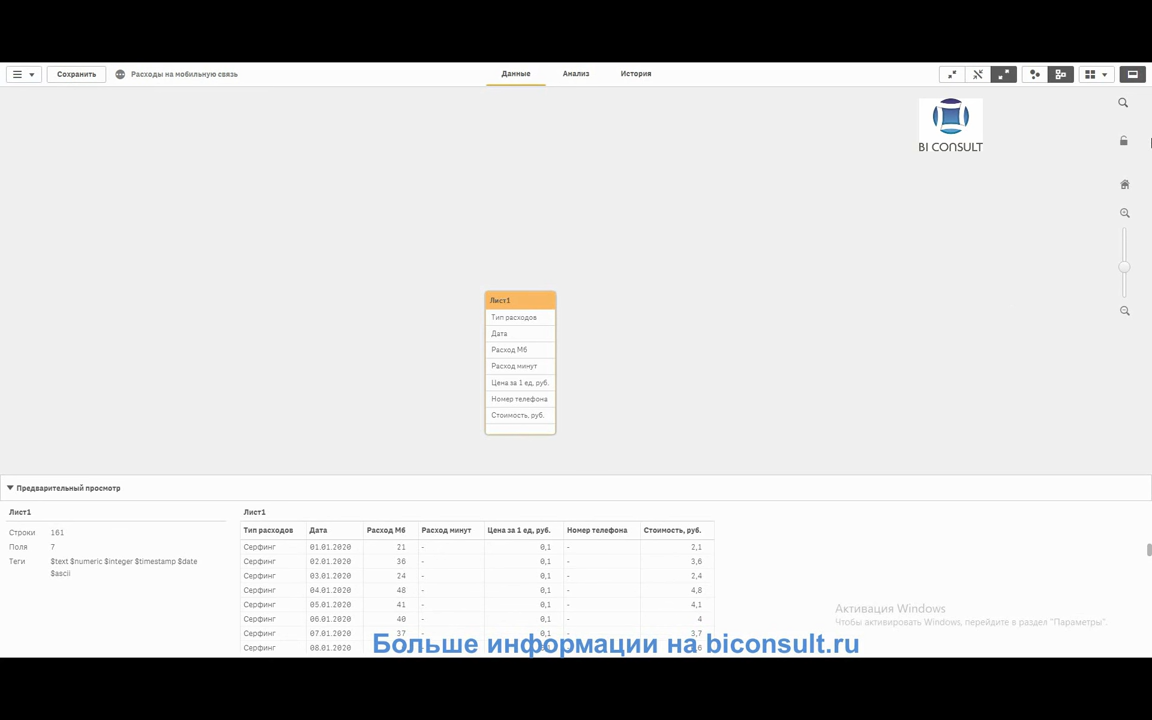 Сохранить
Расходы на мобильную связь
Данные
Анализ
История
BI CONSULT
Лист1
Тип расходов
Дата
Расход Мб
Расход минут
Цена за 1 ед, руб.
Номер телефона
Стоимость, руб.
Предварительный просмотр
Лист1
Строки 161
Поля 7
Теги $text $numeric $integer $timestamp $date
$ascii
Лист1
Тип расходов Дата Расход Мб Расход минут Цена за 1 ед, руб. Номер телефона Стоимость, руб.
Серфинг 01.01.2020 21 - 0,1 - 2,1
Серфинг 02.01.2020 36 - 0,1 - 3,6
Серфинг 03.01.2020 24 - 0,1 - 2,4
Серфинг 04.01.2020 48 - 0,1 - 4,8
Серфинг 05.01.2020 41 - 0,1 - 4,1
Серфинг 06.01.2020 40 - 0,1 - 4
Серфинг 07.01.2020 37 - 0,1 - 3,7
Серфинг 08.01.2020
Активация Windows
Чтобы активировать Windows, перейдите в раздел "Параметры".
Больше информации на biconsult.ru